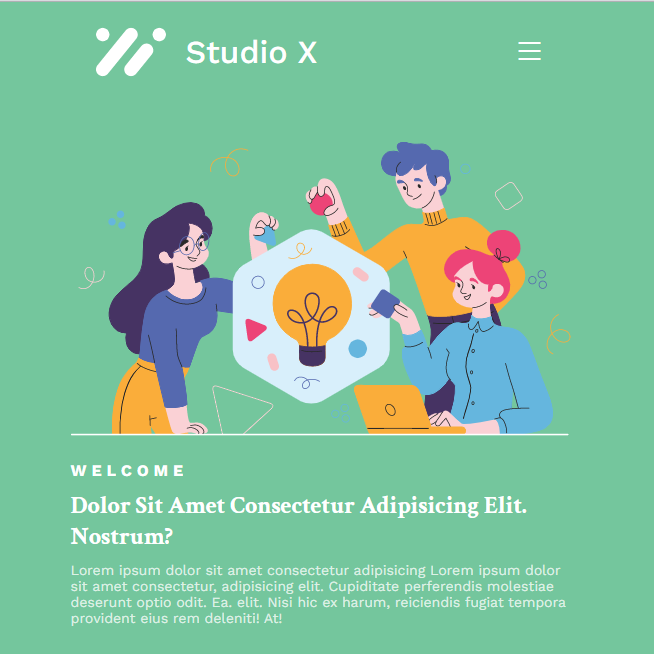 Studio X
WELCOME
Dolor Sit Amet Consectetur Adipisicing Elit.
Nostrum?
Lorem ipsum dolor sit amet consectetur adipisicing Lorem ipsum dolor
sit amet consectetur, adipisicing elit. Cupiditate perferendis molestiae
deserunt optio odit. Ea. elit. Nisi hic ex harum, reiciendis fugiat tempora
provident eius rem deleniti! At!